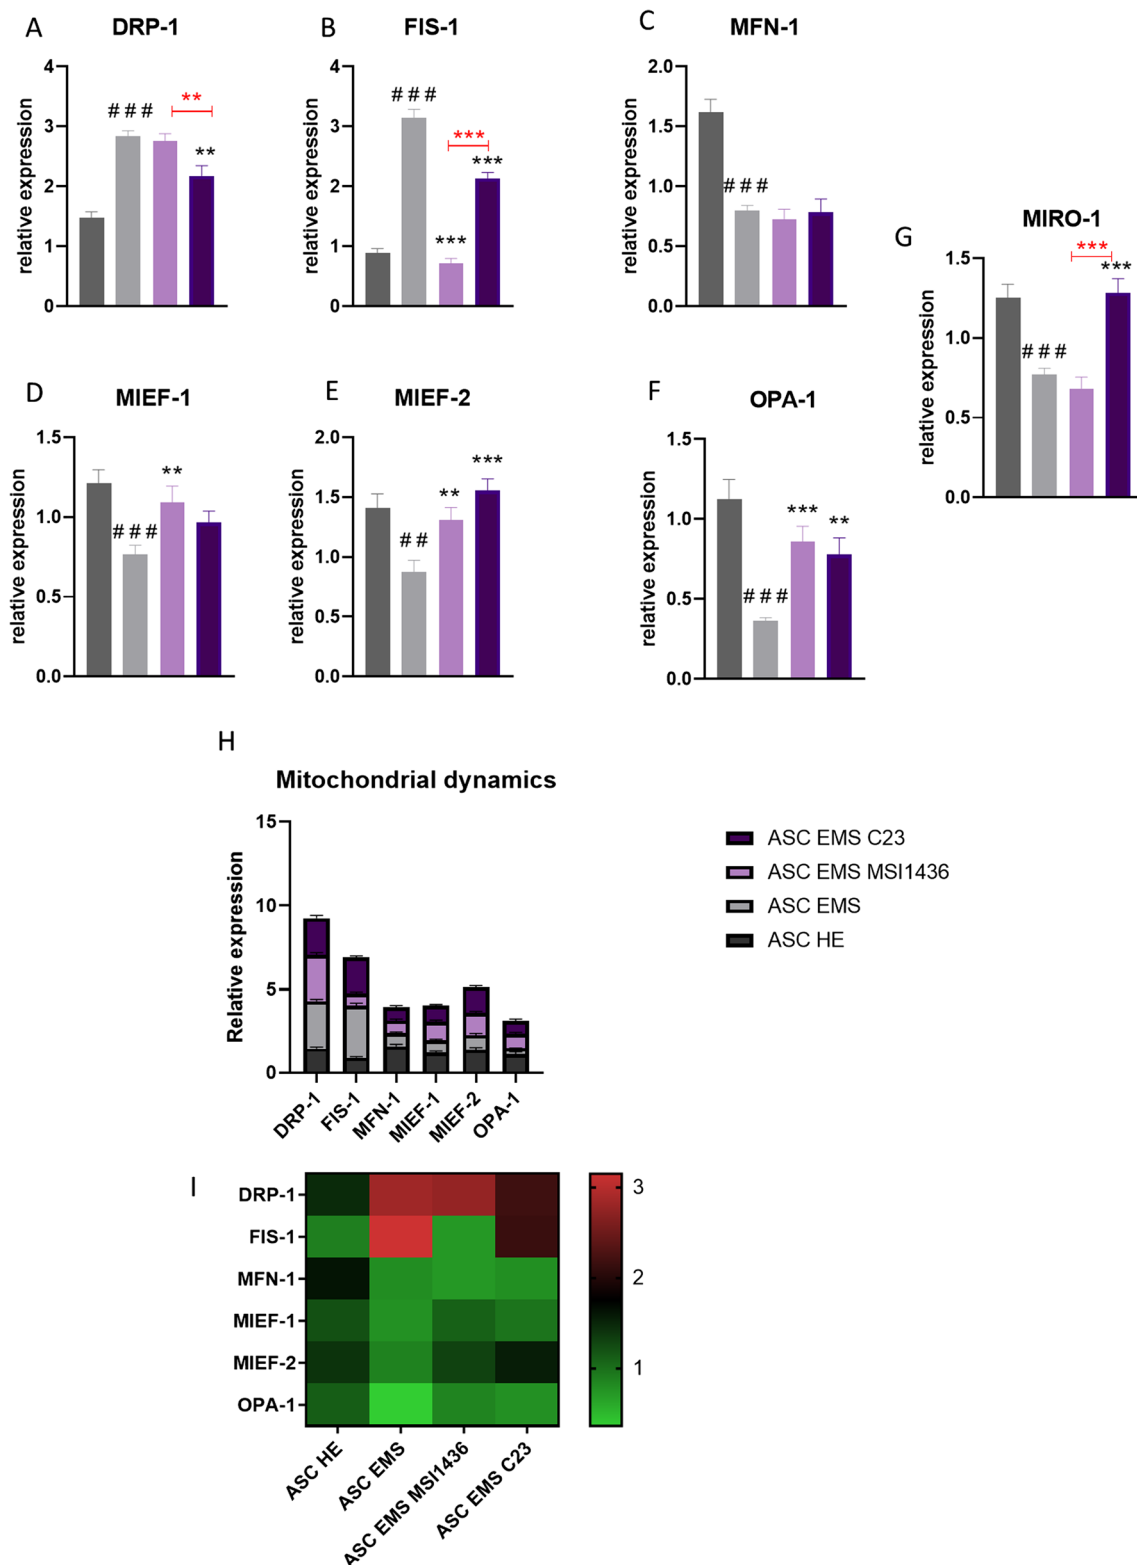 A
DRP-1
relative expression
4
3
2
1
0
# # #
**
**
B
FIS-1
relative expression
4
3
2
1
0
# # #
***
***
***
C
MFN-1
relative expression
2.0
1.5
1.0
0.5
0.0
# # #
G
MIRO-1
relative expression
1.5
1.0
0.5
0.0
# # #
***
***
D
MIEF-1
relative expression
1.5
1.0
0.5
0.0
# # #
**
E
MIEF-2
relative expression
2.0
1.5
1.0
0.5
0.0
# #
**
***
F
OPA-1
relative expression
1.5
1.0
0.5
0.0
# # #
***
**
H
Mitochondrial dynamics
Relative expression
15
10
5
0
DRP-1
FIS-1
MFN-1
MIEF-1
MIEF-2
OPA-1
ASC EMS C23
ASC EMS MSI1436
ASC EMS
ASC HE
I
DRP-1
FIS-1
MFN-1
MIEF-1
MIEF-2
OPA-1
ASC HE
ASC EMS
ASC EMS MSI1436
ASC EMS C23
3
2
1